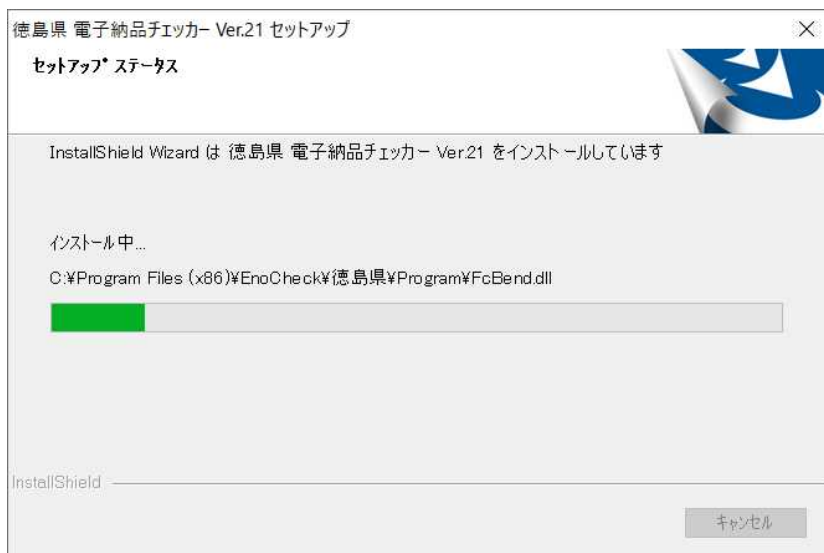 徳島県 電子納品チェッカー Ver.21 セットアップ
セットアップ ステータス
InstallShield Wizard は 徳島県 電子納品チェッカー Ver.21 をインストールしています
インストール中...
C:¥Program Files (x86)¥EnoCheck¥徳島県¥Program¥FcBend.dll
InstallShield
キャンセル